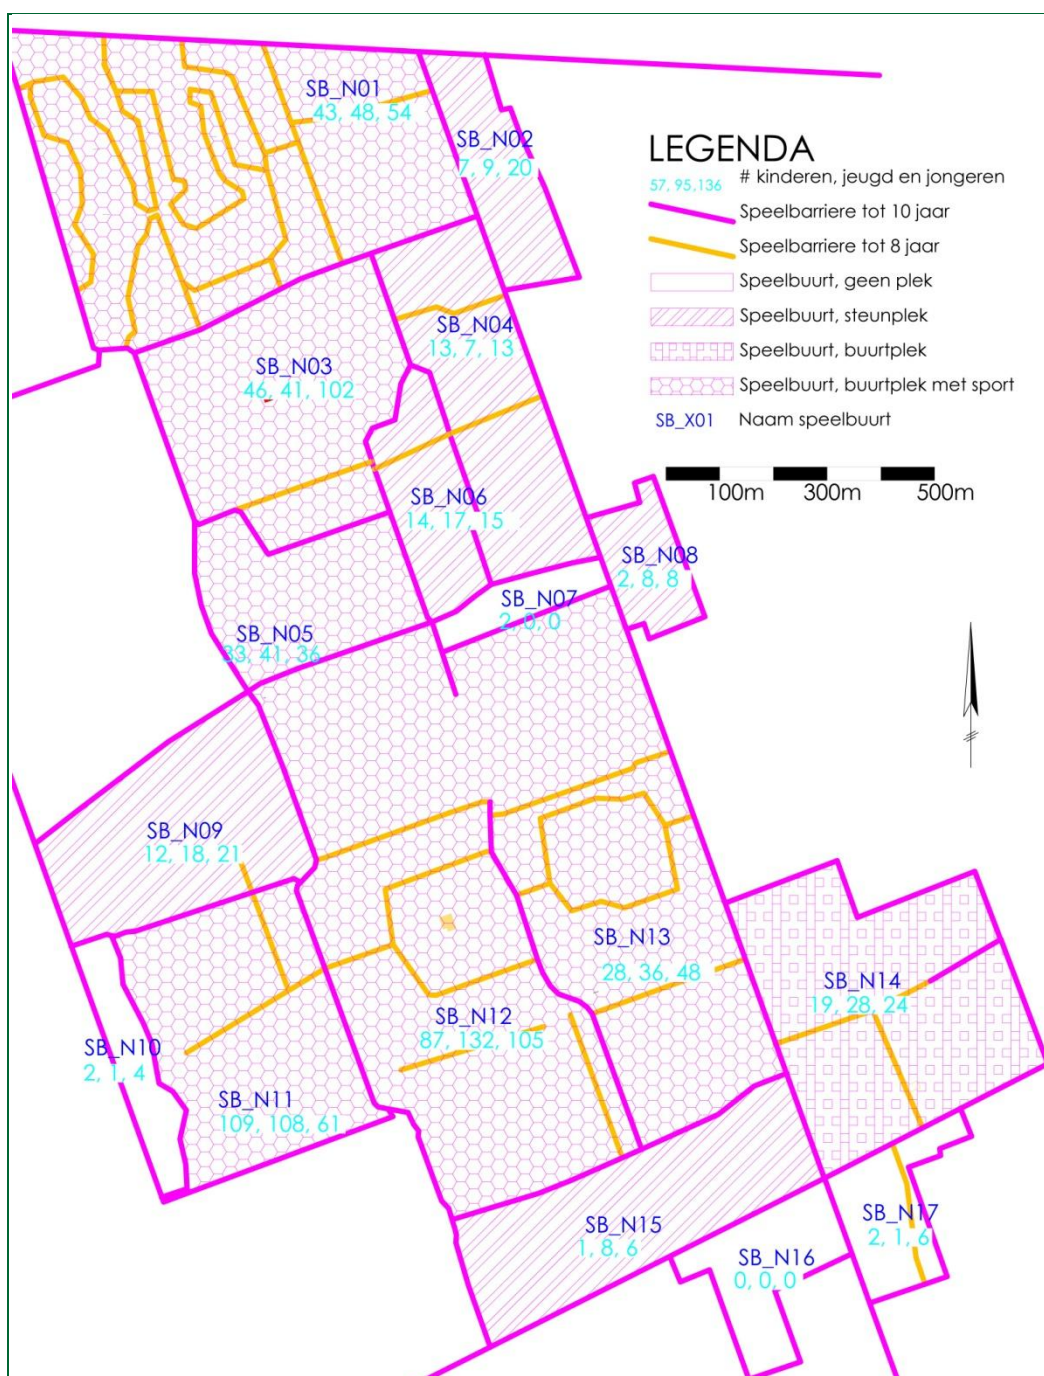 SB_N01
43, 48, 54
SB_N02
7, 9, 20
LEGENDA
57, 95,136 # kinderen, jeugd en jongeren
Speelbarriere tot 10 jaar
Speelbarriere tot 8 jaar
Speelbuurt, geen plek
Speelbuurt, steunplek
Speelbuurt, buurtplek
Speelbuurt, buurtplek met sport
SB_X01 Naam speelbuurt
100m 300m 500m
SB_N03
46, 41, 102
SB_N04
13, 7, 13
SB_N06
14, 17, 15
SB_N08
2, 8, 8
SB_N07
2, 0, 0
SB_N05
33, 41, 36
SB_N09
12, 18, 21
SB_N13
28, 36, 48
SB_N14
19, 28, 24
SB_N12
87, 132, 105
SB_N10
2, 1, 4
SB_N11
109, 108, 61
SB_N15
1, 8, 6
SB_N17
2, 1, 6
SB_N16
0, 0, 0